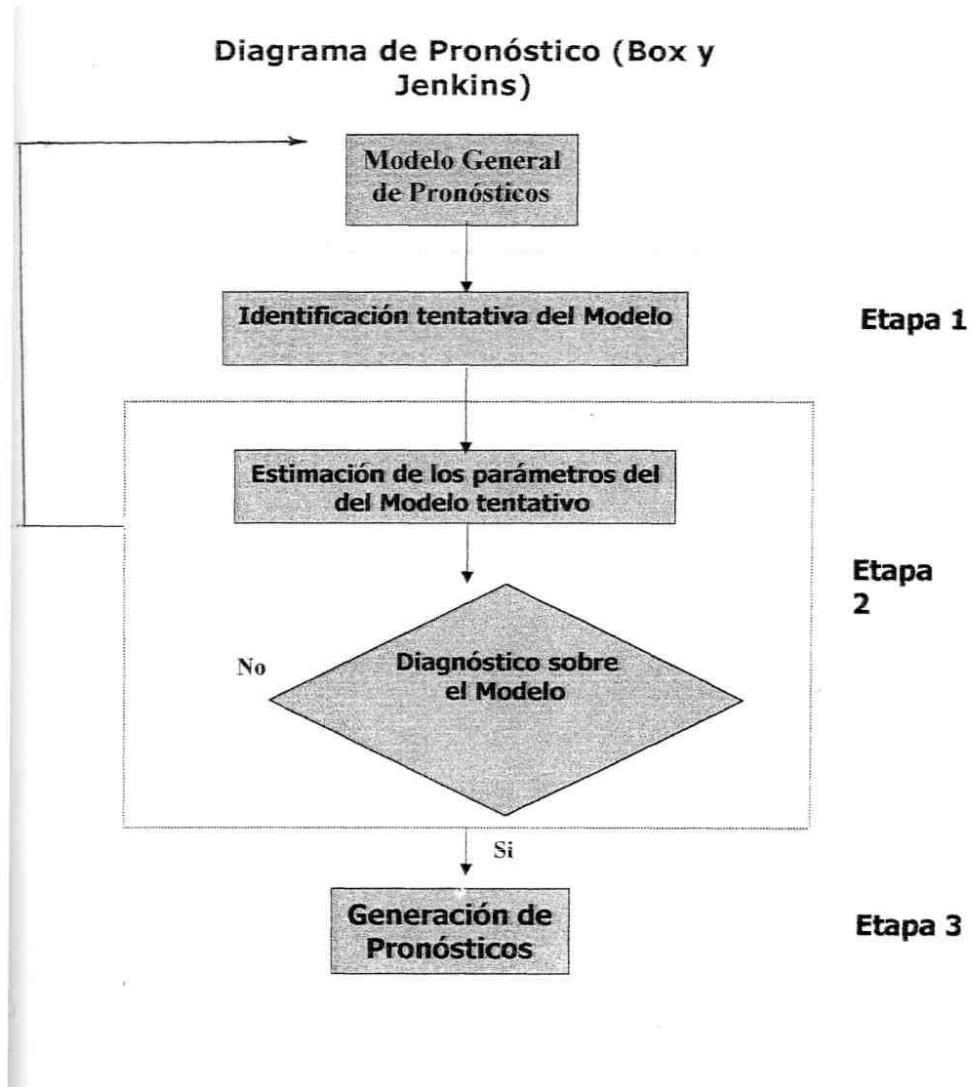 Diagrama de Pronóstico (Box y
Jenkins)
Modelo General
de Pronósticos
Identificación tentativa del Modelo
Etapa 1
Estimación de los parámetros del
del Modelo tentativo
Etapa
2
No
Diagnóstico sobre
el Modelo
Si
Generación de
Pronósticos
Etapa 3